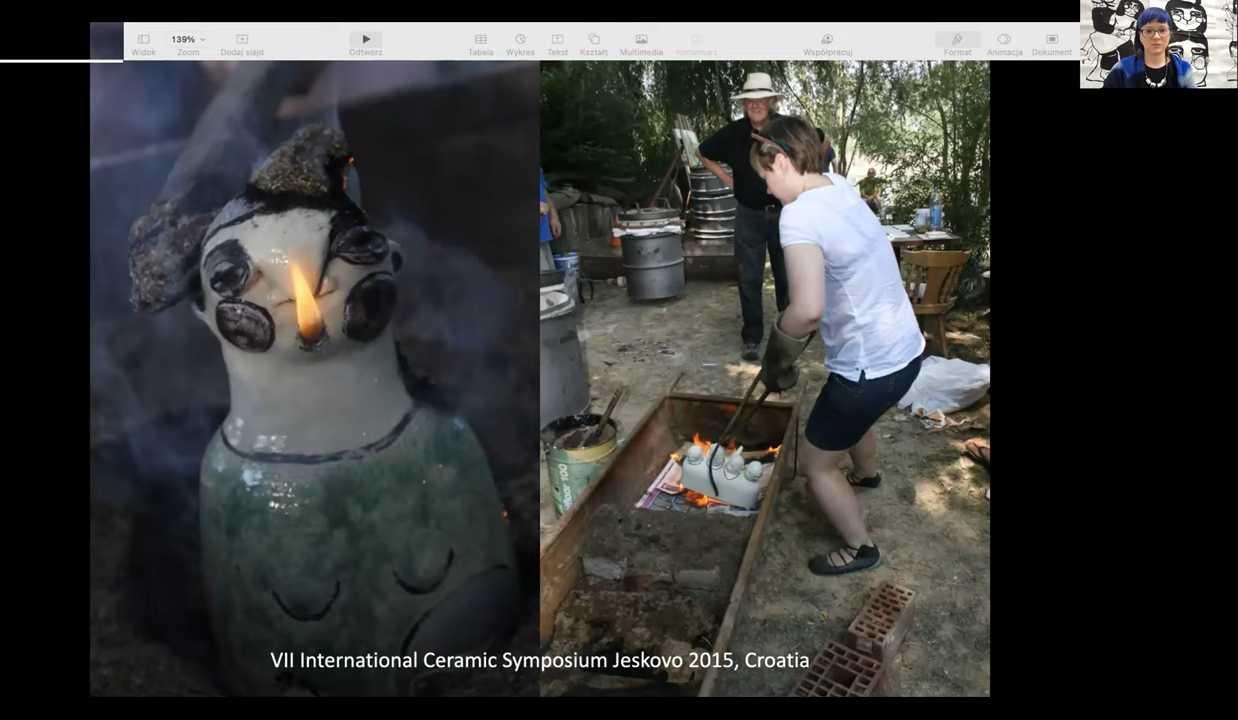 139%
Widok
Zoom
Dodaj slajd
Odtwórz
Tabela
Wykres
Tekst
Kształt
Multimedia
Komentarz
Współpracuj
Format
Animacja
Dokument
VII International Ceramic Symposium Jeskovo 2015, Croatia